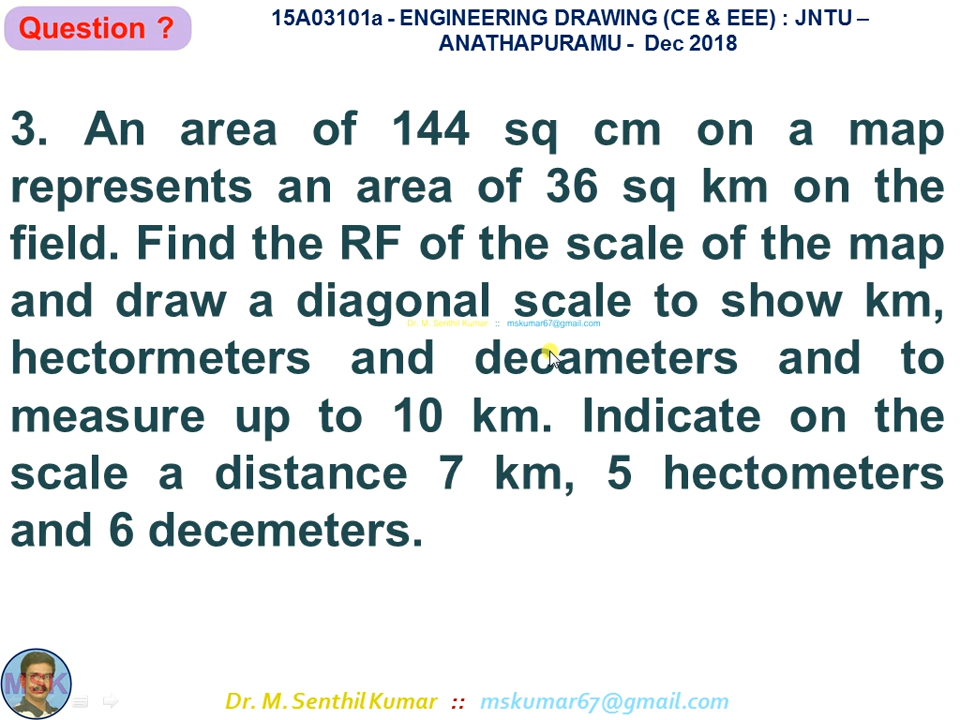 Question ?
15A03101a - ENGINEERING DRAWING (CE & EEE) : JNTU –
ANATHAPURAMU - Dec 2018
3. An area of 144 sq cm on a map
represents an area of 36 sq km on the
field. Find the RF of the scale of the map
and draw a diagonal scale to show km,
Dr. M. Senthil Kumar :: mskumar67@gmail.com
hectormeters and decameters and to
measure up to 10 km. Indicate on the
scale a distance 7 km, 5 hectometers
and 6 decemeters.
MSK
Dr. M. Senthil Kumar :: mskumar67@gmail.com